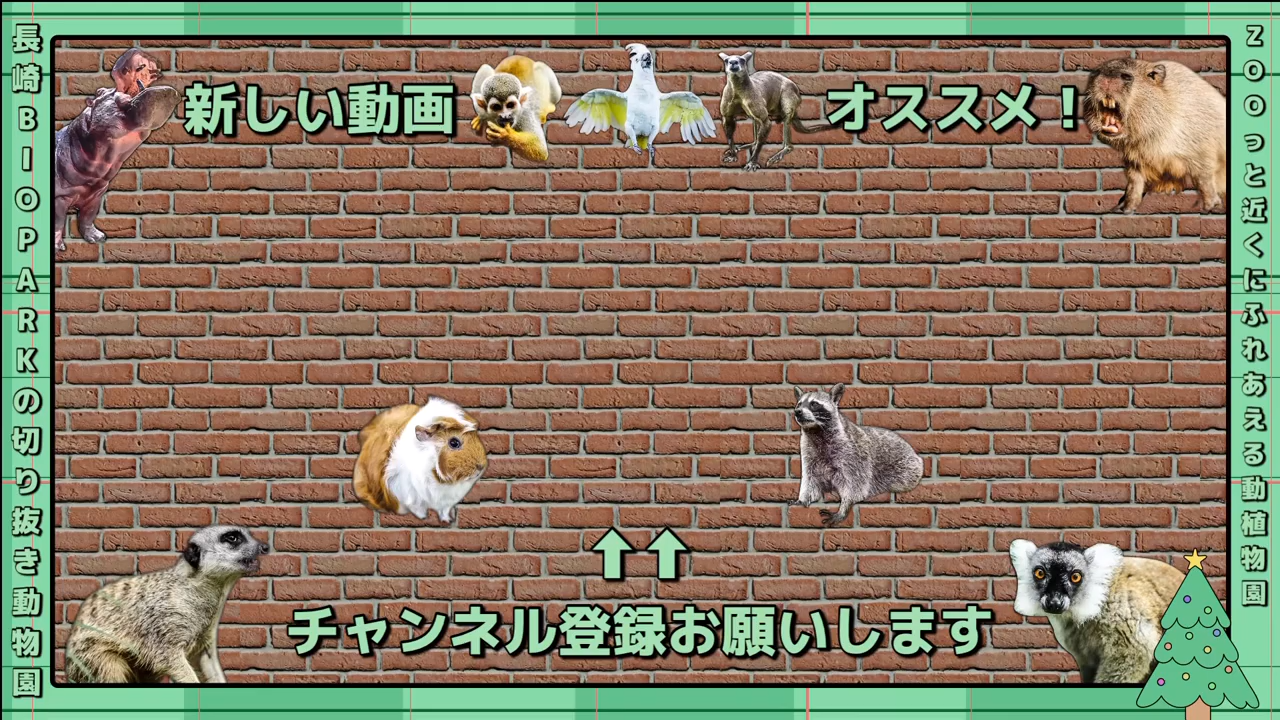 長崎BIOPARKの切り抜き動物園
新しい動画
オススメ！
ZOOっと近くにふれあえる動植物園
⬆⬆
チャンネル登録お願いします